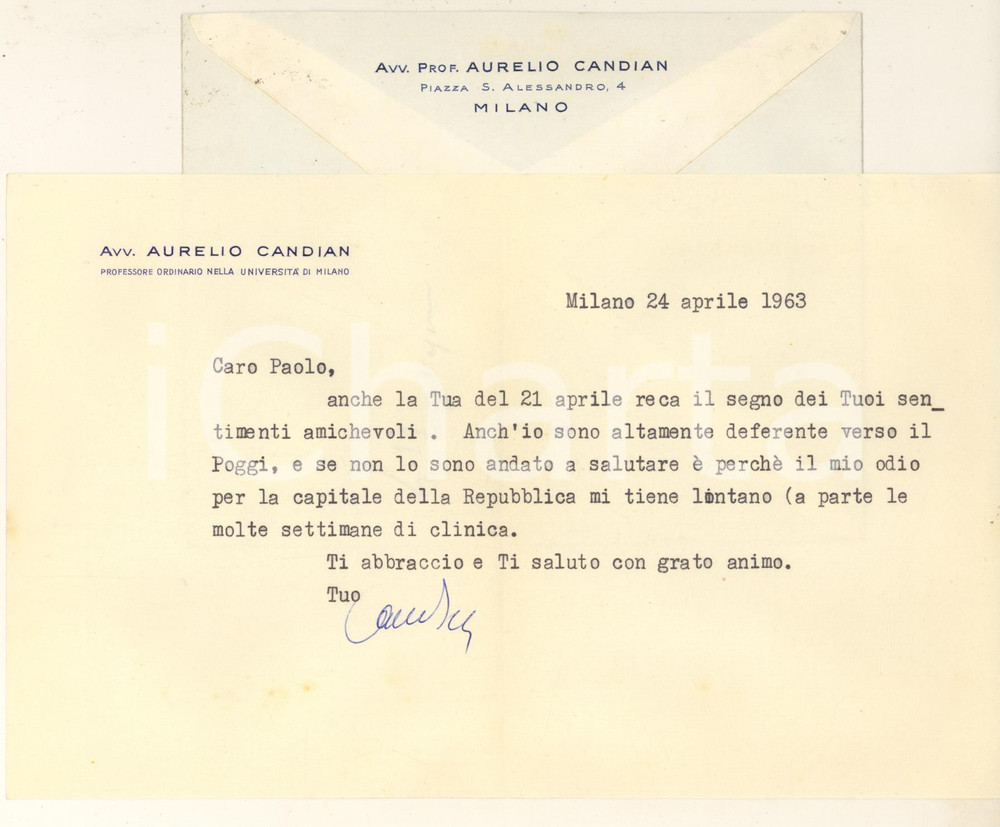 AVV. PROF. AURELIO CANDIAN
PIAZZA S. ALESSANDRO, 4
MILANO
AVV. AURELIO CANDIAN
PROFESSORE ORDINARIO NELLA UNIVERSITÀ DI MILANO
Milano 24 aprile 1963
Caro Paolo,
anche la Tua del 21 aprile reca il segno dei Tuoi sen_
timenti amichevoli . Anch'io sono altamente deferente verso il
Poggi, e se non lo sono andato a salutare è perchè il mio odio
per la capitale della Repubblica mi tiene lontano (a parte le
molte settimane di clinica.
Ti abbraccio e Ti saluto con grato animo.
Tuo
Candian
iCharta